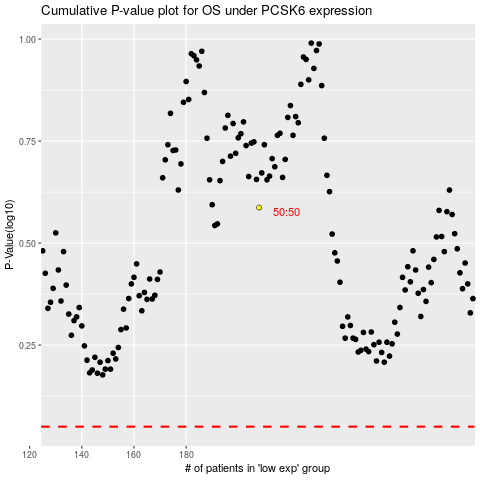 Cumulative P-value plot for OS under PCSK6 expression
P-Value(log10)
1.00
0.75
0.50
0.25
50:50
120 140 160 180
# of patients in 'low exp' group